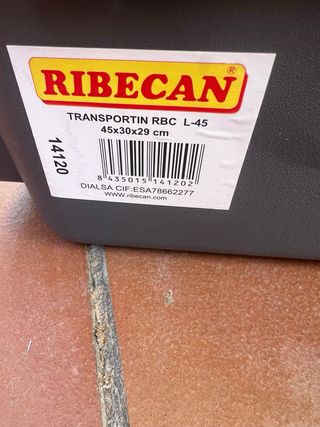 RIBECAN®
TRANSPORTIN RBC L-45
45x30x29 cm
14120
8 435015 141202
DIALSA CIF:ESA78662277
www.ribecan.com